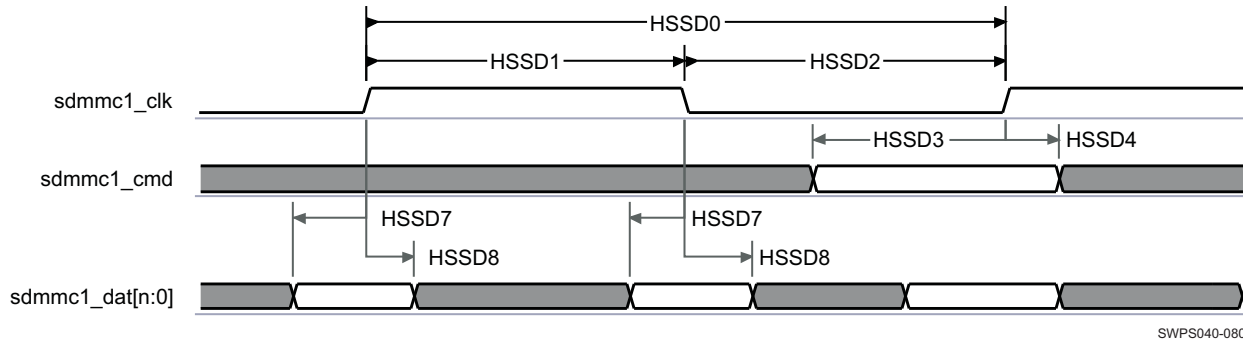 HSSD0
HSSD1 HSSD2
sdmmc1_clk
HSSD3 HSSD4
sdmmc1_cmd
HSSD7 HSSD7
HSSD8 HSSD8
sdmmc1_dat[n:0]
SWPS040-080